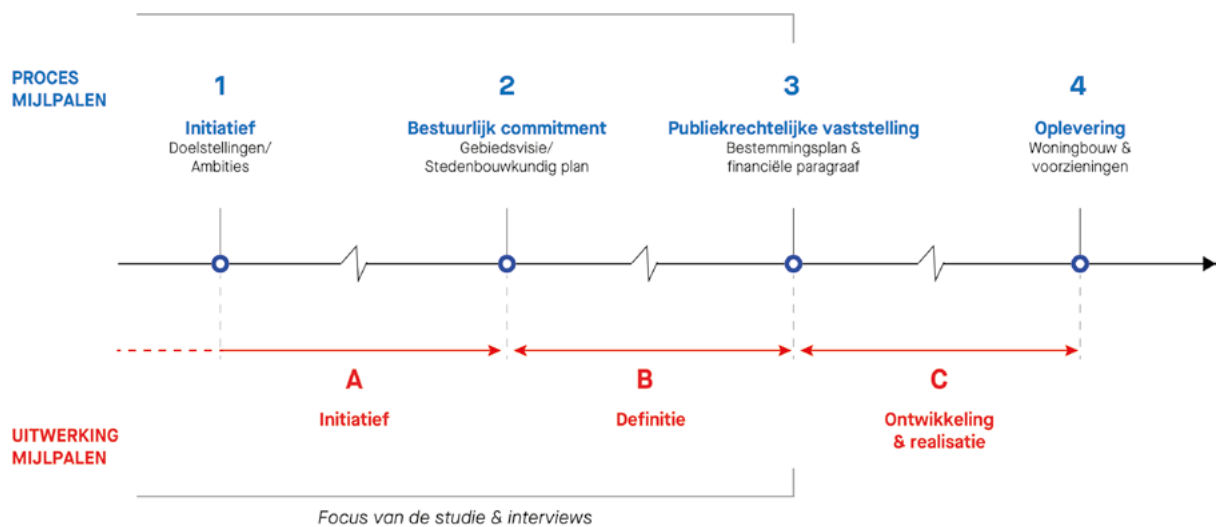 PROCES
MIJLPALEN
1
Initiatief
Doelstellingen/
Ambities
2
Bestuurlijk commitment
Gebiedsvisie/
Stedenbouwkundig plan
3
Publiekrechtelijke vaststelling
Bestemmingsplan &
financiële paragraaf
4
Oplevering
Woningbouw &
voorzieningen
UITWERKING
MIJLPALEN
A
Initiatief
B
Definitie
C
Ontwikkeling
& realisatie
Focus van de studie & interviews